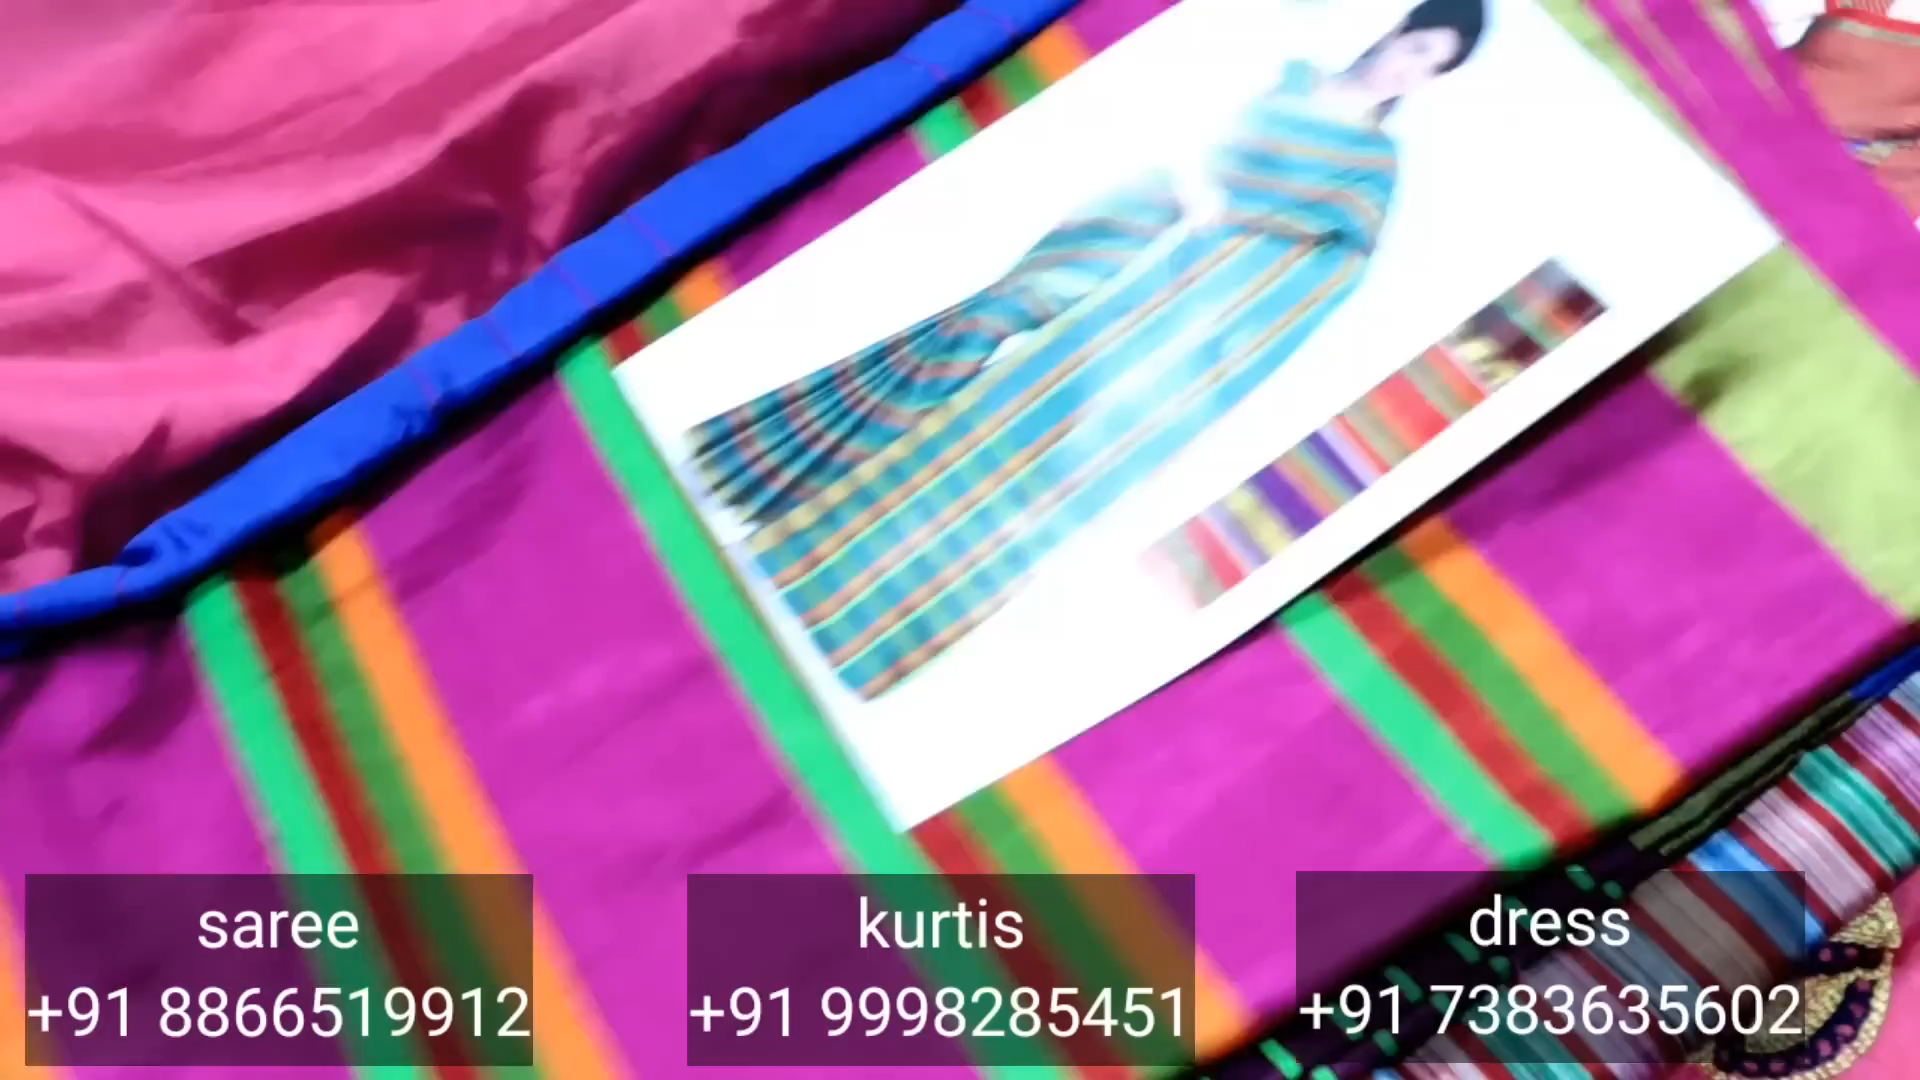 saree
+91 8866519912
kurtis
+91 9998285451
dress
+91 7383635602